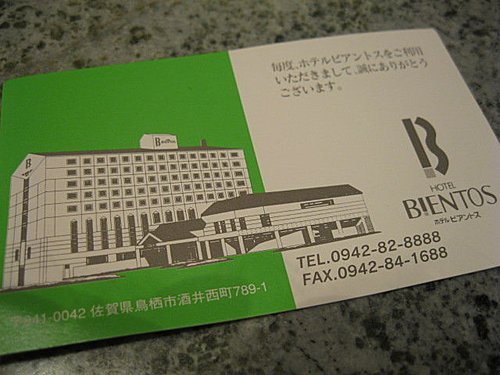 毎度、ホテルビアントスをご利用
いただきまして、誠にありがとう
ございます。
B
HOTEL
BIENTOS
ホテルビアントス
TEL.0942-82-8888
FAX.0942-84-1688
B
BIENTOS
〒841-0042 佐賀県鳥栖市酒井西町789-1